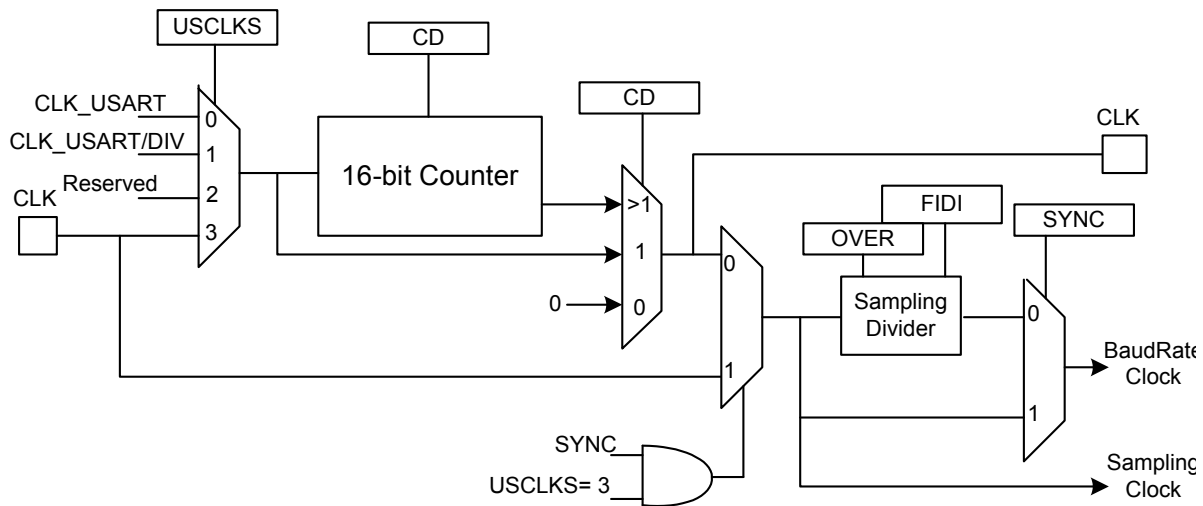 USCLKS
CD
CLK_USART
0
CLK_USART/DIV
1
Reserved
2
CLK
3
16-bit Counter
CD
>1
1
0
0
CLK
0
1
FIDI
OVER
SYNC
Sampling
Divider
0
1
BaudRate
Clock
SYNC
USCLKS= 3
Sampling
Clock